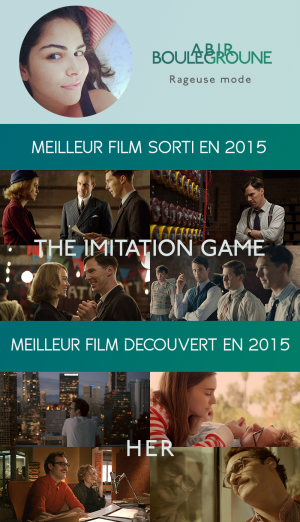 ABIR
BOULEGROUNE
Rageuse mode
MEILLEUR FILM SORTI EN 2015
THE IMITATION GAME
MEILLEUR FILM DECOUVERT EN 2015
HER